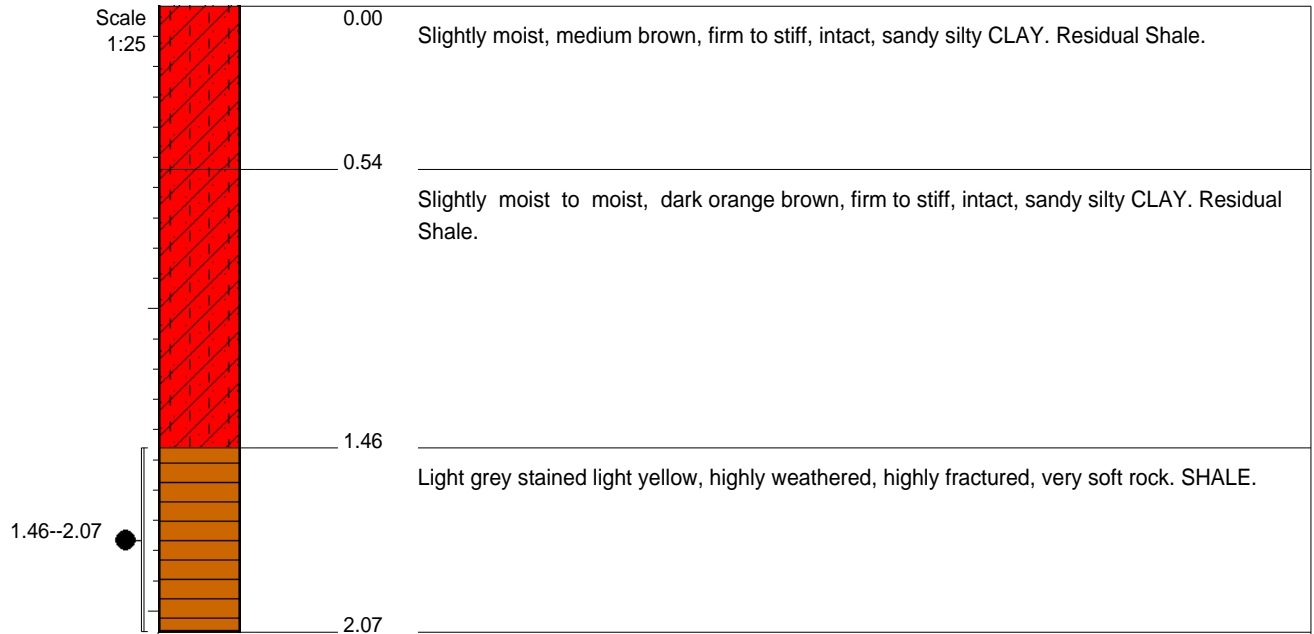 Scale
1:25
0.00
Slightly moist, medium brown, firm to stiff, intact, sandy silty CLAY. Residual Shale.
0.54
Slightly moist to moist, dark orange brown, firm to stiff, intact, sandy silty CLAY. Residual
Shale.
1.46
Light grey stained light yellow, highly weathered, highly fractured, very soft rock. SHALE.
1.46--2.07
2.07